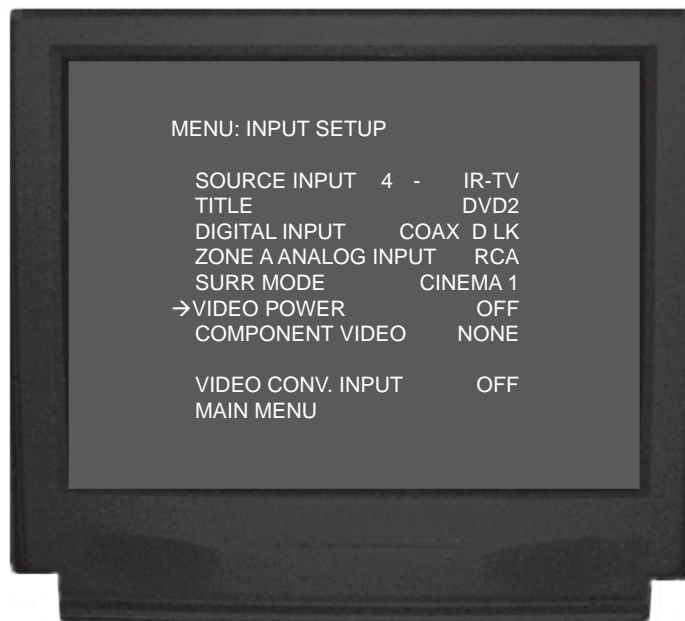 MENU: INPUT SETUP
SOURCE INPUT 4 - IR-TV
TITLE DVD2
DIGITAL INPUT COAX D LK
ZONE A ANALOG INPUT RCA
SURR MODE CINEMA 1
→VIDEO POWER OFF
COMPONENT VIDEO NONE
VIDEO CONV. INPUT OFF
MAIN MENU